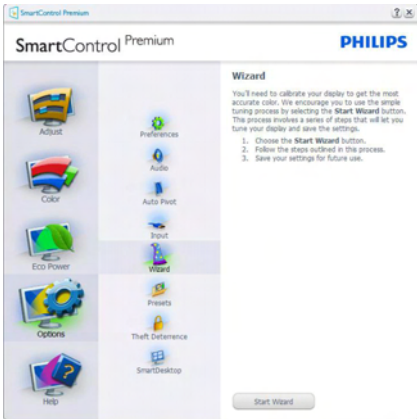 SmartControl Premium
SmartControl Premium
PHILIPS
Adjust
Color
Eco Power
Options
Help
Preferences
Audio
Auto Pivot
Input
Wizard
Presets
Theft Deterrence
SmartDesktop
Wizard
You'll need to calibrate your display to get the most
accurate color. We encourage you to use the simple
tuning process by selecting the Start Wizard button.
This process involves a series of steps that will let you
tune your display and save the settings.
1. Choose the Start Wizard button.
2. Follow the steps outlined in this process.
3. Save your settings for future use.
Start Wizard